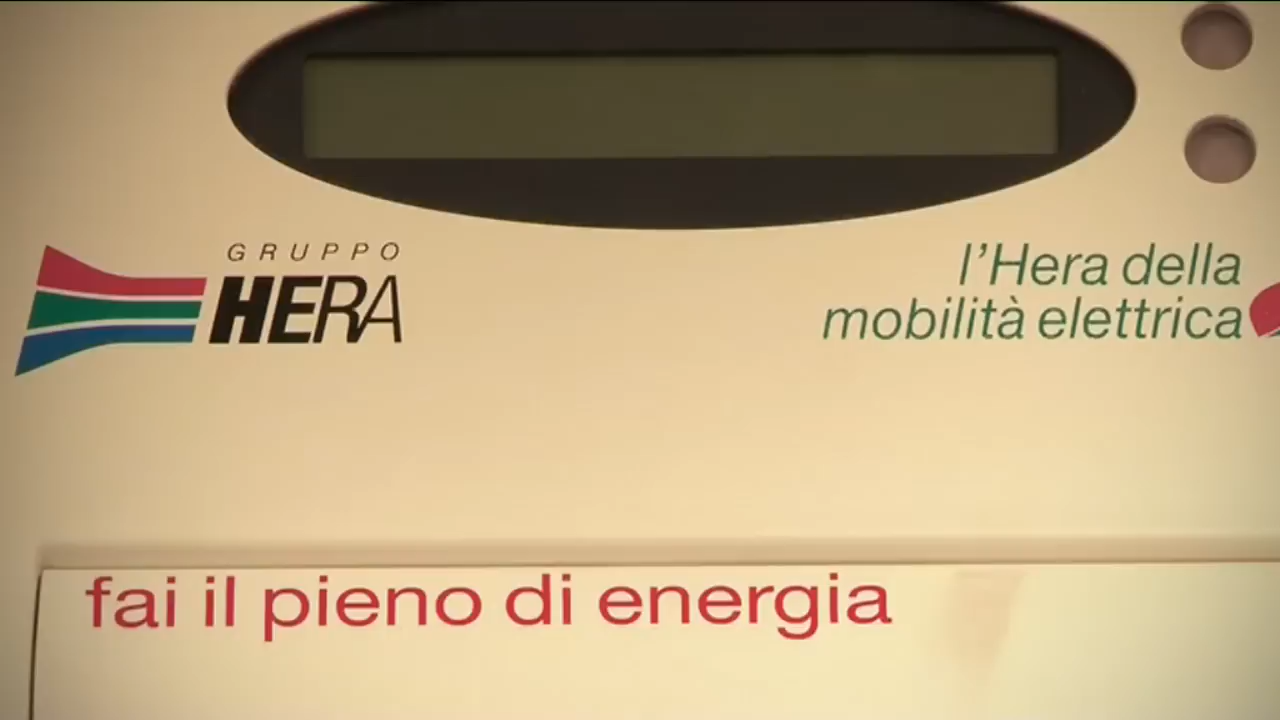 GRUPPO
HERA
l'Hera della
mobilità elettrica
fai il pieno di energia